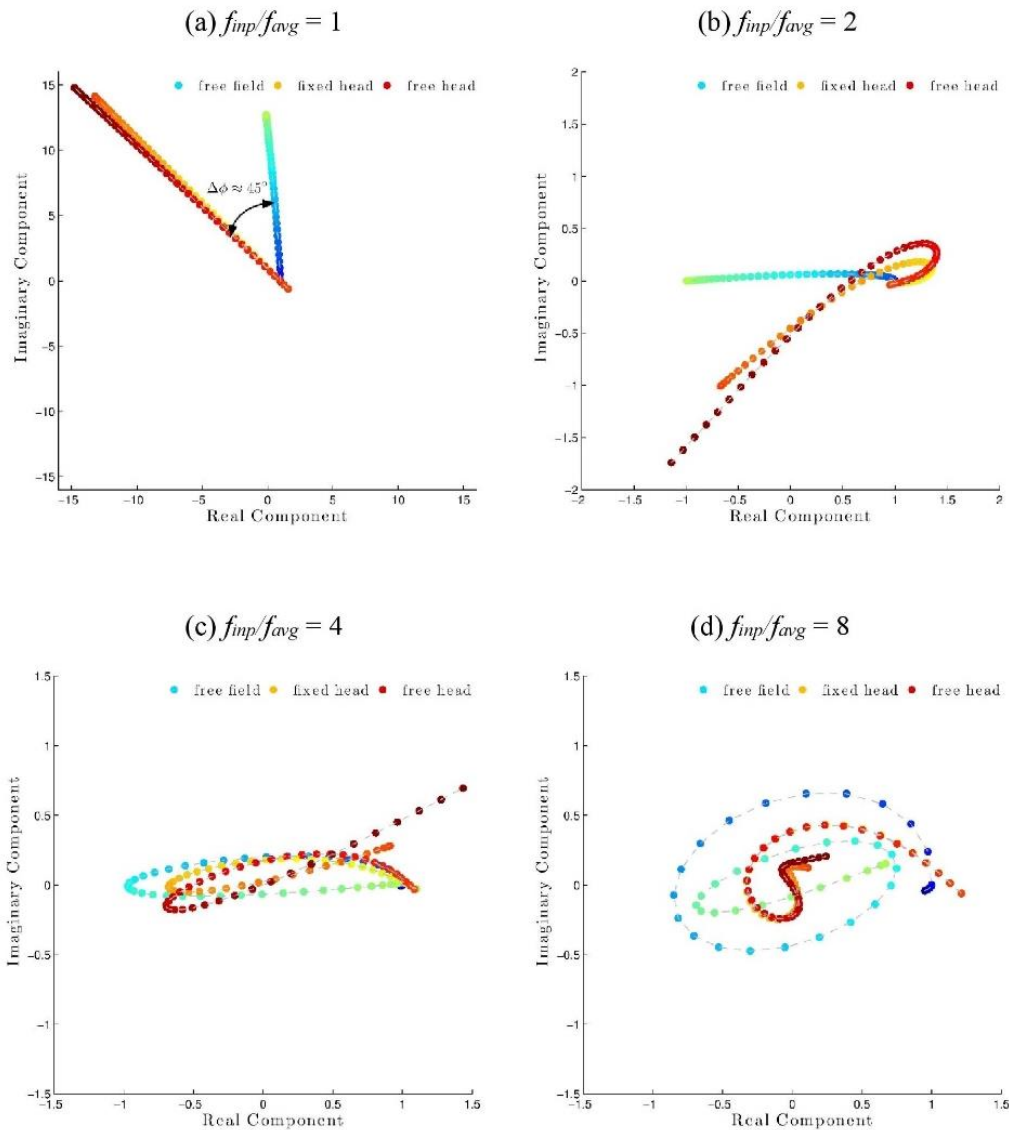 (a) finp/favg = 1
free field fixed head free head
15
10
5
0
−5
−10
−15
Imaginary Component
Δϕ ≈ 45°
−15 −10 −5 0 5 10 15
Real Component
(b) finp/favg = 2
free field fixed head free head
2
1.5
1
0.5
0
−0.5
−1
−1.5
−2
Imaginary Component
−2 −1.5 −1 −0.5 0 0.5 1 1.5 2
Real Component
(c) finp/favg = 4
free field fixed head free head
1.5
1
0.5
0
−0.5
−1
−1.5
Imaginary Component
−1.5 −1 −0.5 0 0.5 1 1.5
Real Component
(d) finp/favg = 8
free field fixed head free head
1.5
1
0.5
0
−0.5
−1
−1.5
Imaginary Component
−1.5 −1 −0.5 0 0.5 1 1.5
Real Component